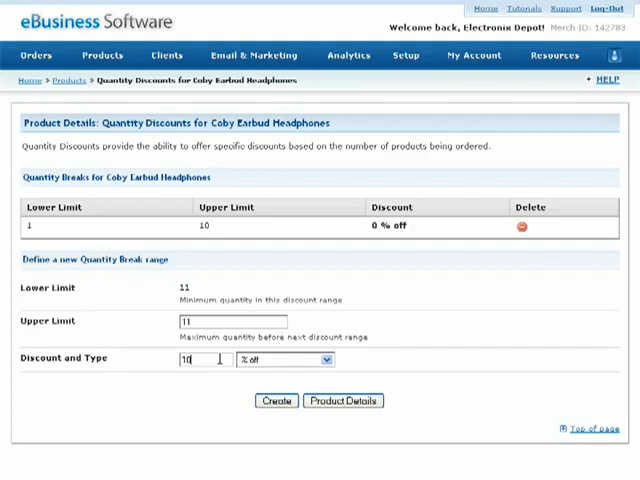 Home Tutorials Support Log-Out
eBusiness Software
Welcome back, Electronix Depot! Merch ID: 142783
Orders Products Clients Email & Marketing Analytics Setup My Account Resources
Home > Products > Quantity Discounts for Coby Earbud Headphones
HELP
Product Details: Quantity Discounts for Coby Earbud Headphones
Quantity Discounts provide the ability to offer specific discounts based on the number of products being ordered.
Quantity Breaks for Coby Earbud Headphones
Lower Limit Upper Limit Discount Delete
1 10 0 % off
Define a new Quantity Break range
Lower Limit 11
Minimum quantity in this discount range
Upper Limit 11
Maximum quantity before next discount range
Discount and Type 10 % off
Create Product Details
Top of page